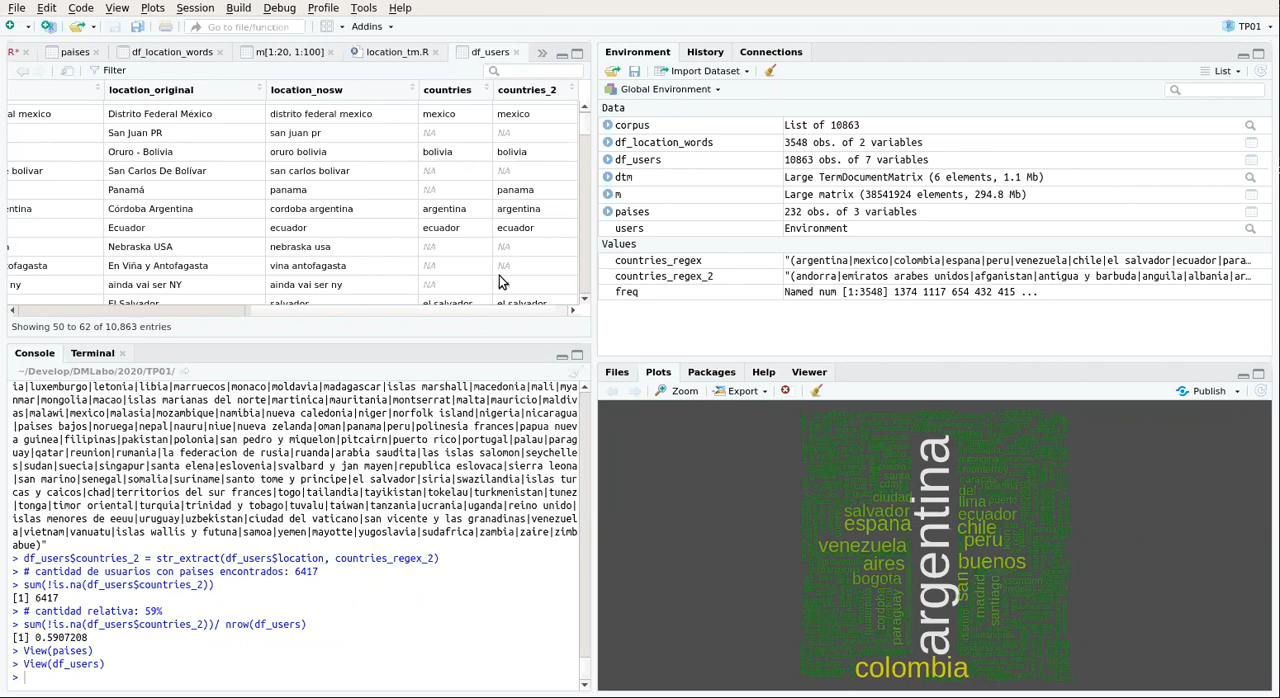 File Edit Code View Plots Session Build Debug Profile Tools Help
Go to file/function Addins TP01
R* paises df_location_words m[1:20, 1:100] location_tm.R df_users
Filter
location_original location_nosw countries countries_2
al mexico Distrito Federal México distrito federal mexico mexico mexico
San Juan PR san juan pr NA NA
Oruro - Bolivia oruro bolivia bolivia bolivia
bolivar San Carlos De Bolívar san carlos bolivar NA NA
Panamá panama NA panama
entina Córdoba Argentina cordoba argentina argentina argentina
Ecuador ecuador ecuador ecuador
Nebraska USA nebraska usa NA NA
ofagasta En Viña y Antofagasta vina antofagasta NA NA
ny ainda vai ser NY ainda vai ser ny NA NA
El Salvador salvador el salvador el salvador
Showing 50 to 62 of 10,863 entries
Console Terminal
~/Develop/DMLabo/2020/TP01/
ia|luxemburgo|letonia|libia|marruecos|monaco|moldavia|madagascar|islas marshall|macedonia|mali|mya
nmar|mongolia|macao|islas marianas del norte|martinica|mauritania|montserrat|malta|mauricio|maldiv
as|malawi|mexico|malasia|mozambique|namibia|nueva caledonia|niger|norfolk island|nigeria|nicaragua
|paises bajos|noruega|nepal|nauru|niue|nueva zelanda|oman|panama|peru|polinesia frances|papua nuev
a guinea|filipinas|pakistan|polonia|san pedro y miquelon|pitcairn|puerto rico|portugal|palau|parag
uay|qatar|reunion|rumania|la federacion de rusia|ruanda|arabia saudita|las islas salomon|seychelle
s|sudan|suecia|singapur|santa elena|eslovenia|svalbard y jan mayen|republica eslovaca|sierra leona
|san marino|senegal|somalia|suriname|santo tome y principe|el salvador|siria|swazilandia|islas tur
cas y caicos|chad|territorios del sur frances|togo|tailandia|tayikistan|tokelau|turkmenistan|tunez
|tonga|timor oriental|turquia|trinidad y tobago|tuvalu|taiwan|tanzania|ucrania|uganda|reino unido|
islas menores de eeuu|uruguay|uzbekistan|ciudad del vaticano|san vicente y las granadinas|venezuel
a|vietnam|vanuatu|islas wallis y futuna|samoa|yemen|mayotte|yugoslavia|sudafrica|zambia|zaire|zimb
abue)"
> df_users$countries_2 = str_extract(df_users$location, countries_regex_2)
> # cantidad de usuarios con paises encontrados: 6417
> sum(!is.na(df_users$countries_2))
[1] 6417
> # cantidad relativa: 59%
> sum(!is.na(df_users$countries_2))/ nrow(df_users)
[1] 0.5907208
> View(paises)
> View(df_users)
>
Environment History Connections
Import Dataset List
Global Environment
Data
corpus List of 10863
df_location_words 3548 obs. of 2 variables
df_users 10863 obs. of 7 variables
dtm Large TermDocumentMatrix (6 elements, 1.1 Mb)
m Large matrix (38541924 elements, 294.8 Mb)
paises 232 obs. of 3 variables
users Environment
Values
countries_regex "(argentina|mexico|colombia|espana|peru|venezuela|chile|el salvador|ecuador|para...
countries_regex_2 "(andorra|emiratos arabes unidos|afganistan|antigua y barbuda|anguila|albania|ar...
freq Named num [1:3548] 1374 1117 654 432 415 ...
Files Plots Packages Help Viewer
Zoom Export Publish
argentina
colombia
buenos
peru
chile
ecuador
lima
del
san
madrid
santiago
ciudad
salvador
espana
venezuela
aires
bogota
paraguay
cordoba